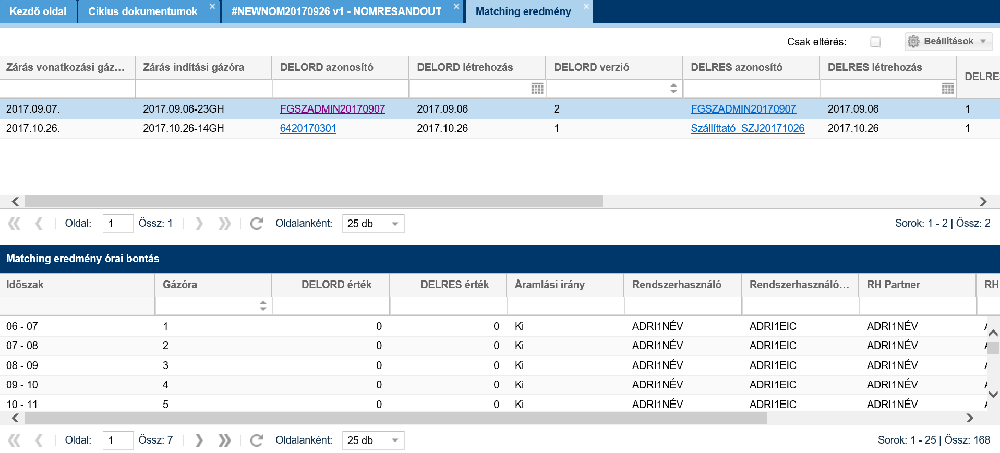 Kezdő oldal Ciklus dokumentumok × #NEWNOM20170926 v1 - NOMRESANDOUT × Matching eredmény ×
Csak eltérés: Beállítások
Zárás vonatkozási gáz... Zárás indítási gázóra DELORD azonosító DELORD létrehozás DELORD verzió DELRES azonosító DELRES létrehozás DELRE
2017.09.07. 2017.09.06-23GH FGSZADMIN20170907 2017.09.06 2 FGSZADMIN20170907 2017.09.06 1
2017.10.26. 2017.10.26-14GH 6420170301 2017.10.26 1 Szállíttató_SZJ20171026 2017.10.26 1
Oldal: 1 Össz: 1 Oldalanként: 25 db Sorok: 1 - 2 | Össz: 2
Matching eredmény órai bontás
Időszak Gázóra DELORD érték DELRES érték Áramlási irány Rendszerhasználó Rendszerhasználó... RH Partner RH
06 - 07 1 0 0 Ki ADRI1NÉV ADRI1EIC ADRI1NÉV
07 - 08 2 0 0 Ki ADRI1NÉV ADRI1EIC ADRI1NÉV
08 - 09 3 0 0 Ki ADRI1NÉV ADRI1EIC ADRI1NÉV
09 - 10 4 0 0 Ki ADRI1NÉV ADRI1EIC ADRI1NÉV
10 - 11 5 0 0 Ki ADRI1NÉV ADRI1EIC ADRI1NÉV
Oldal: 1 Össz: 7 Oldalanként: 25 db Sorok: 1 - 25 | Össz: 168